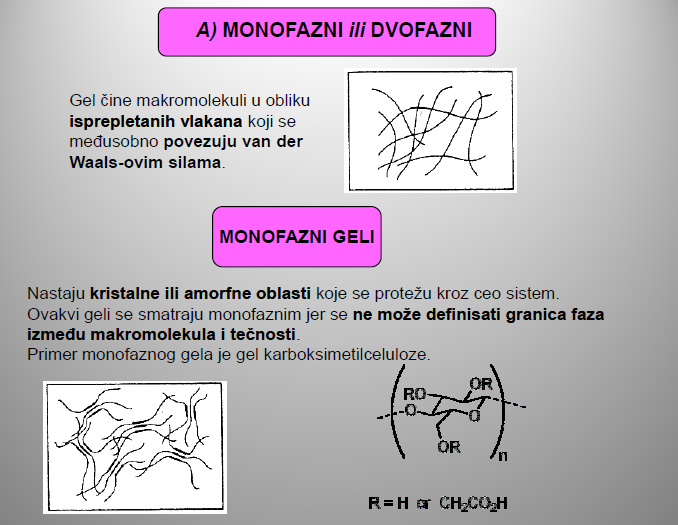 A) MONOFAZNI ili DVOFAZNI
Gel čine makromolekuli u obliku
isprepletanih vlakana koji se
međusobno povezuju van der
Waals-ovim silama.
MONOFAZNI GELI
Nastaju kristalne ili amorfne oblasti koje se protežu kroz ceo sistem.
Ovakvi geli se smatraju monofaznim jer se ne može definisati granica faza
između makromolekula i tečnosti.
Primer monofaznog gela je gel karboksimetilceluloze.
OR
RO
O
O
OR
n
R = H or CH₂CO₂H